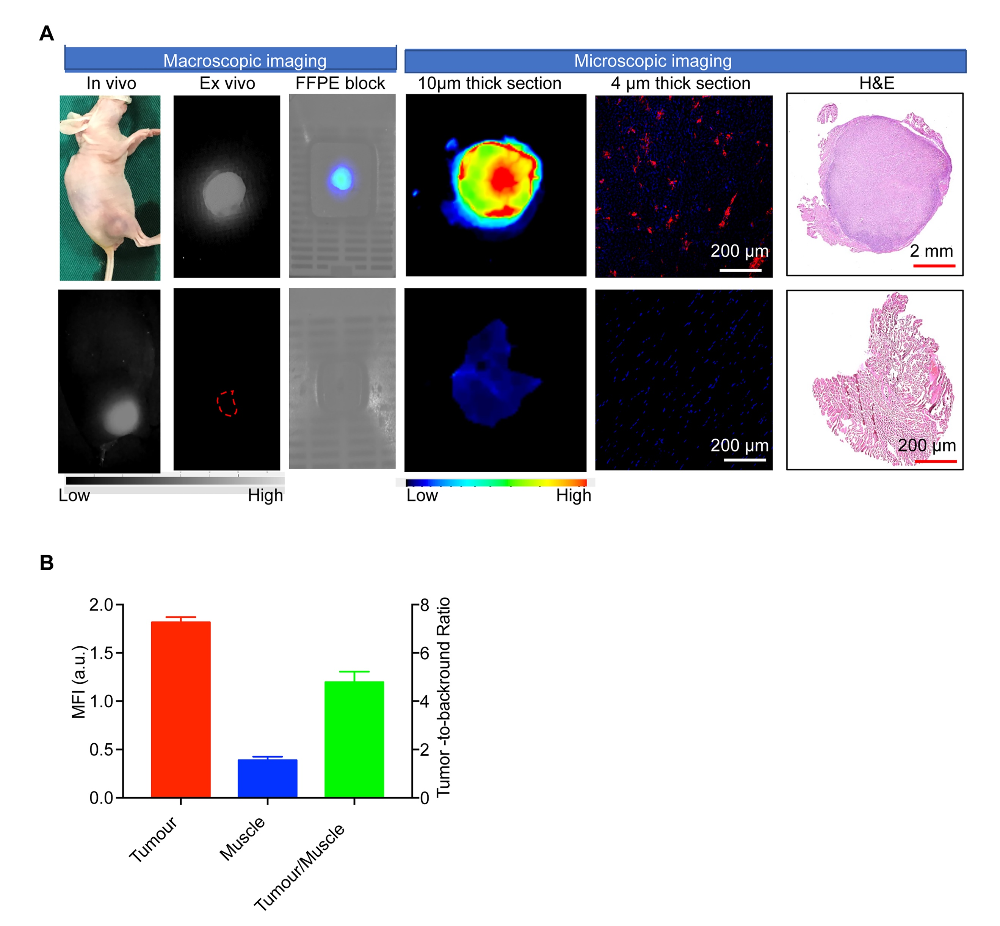 A
Macroscopic imaging
Microscopic imaging
In vivo
Ex vivo
FFPE block
10µm thick section
4 µm thick section
H&E
200 µm
2 mm
200 µm
200 µm
Low
High
Low
High
B
MFI (a.u.)
2.0
1.5
1.0
0.5
0.0
8
6
4
2
0
Tumor -to-backround Ratio
Tumour
Muscle
Tumour/Muscle